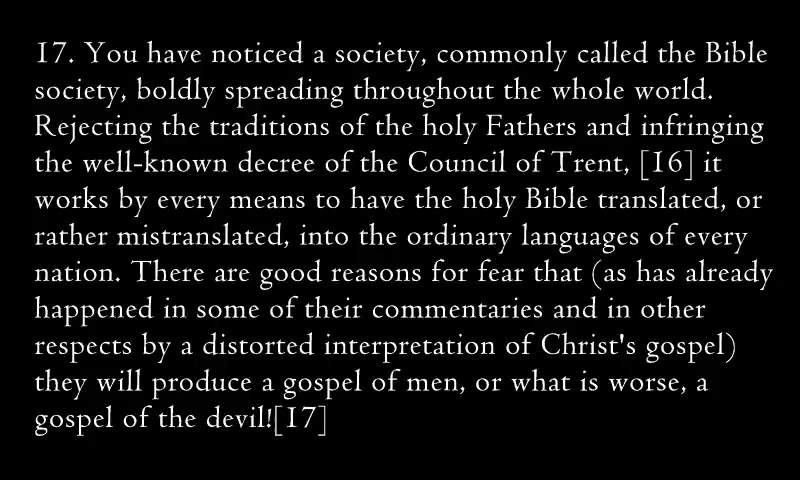 17. You have noticed a society, commonly called the Bible
society, boldly spreading throughout the whole world.
Rejecting the traditions of the holy Fathers and infringing
the well-known decree of the Council of Trent, [16] it
works by every means to have the holy Bible translated, or
rather mistranslated, into the ordinary languages of every
nation. There are good reasons for fear that (as has already
happened in some of their commentaries and in other
respects by a distorted interpretation of Christ's gospel)
they will produce a gospel of men, or what is worse, a
gospel of the devil![17]